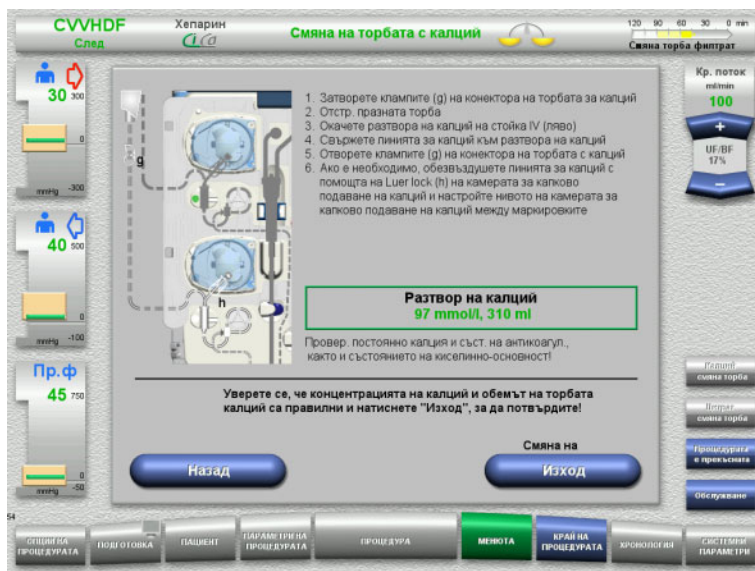 CVVHDF
След
Хепарин
Ci Ca
Смяна на торбата с калций
120 90 60 30 0 min
Смяна торба филтрат
30 300
0
mmHg -300
40 500
0
mmHg -100
Пр.ф
45 750
0
mmHg -50
g
h
1. Затворете клампите (g) на конектора на торбата за калций
2. Отстр. празната торба
3. Окачете разтвора на калций на стойка IV (ляво)
4. Свържете линията за калций към разтвора на калций
5. Отворете клампите (g) на конектора на торбата с калций
6. Ако е необходимо, обезвъздушете линията за калций с
помощта на Luer lock (h) на камерата за капково
подаване на калций и настройте нивото на камерата за
капково подаване на калций между маркировките
Разтвор на калций
97 mmol/l, 310 ml
Провер. постоянно калция и съст. на антикоагул.,
както и състоянието на киселинно-основност!
Уверете се, че концентрацията на калций и обемът на торбата
калций са правилни и натиснете "Изход", за да потвърдите!
Назад
Смяна на
Изход
Кр. поток
ml/min
100
+
UF/BF
17%
−
Калций
смяна торба
Цитрат
смяна торба
Процедурата
е прекъсната
Обслужване
54
ОПЦИИ НА
ПРОЦЕДУРАТА
ПОДГОТОВКА
ПАЦИЕНТ
ПАРАМЕТРИ НА
ПРОЦЕДУРАТА
ПРОЦЕДУРА
МЕНЮТА
КРАЙ НА
ПРОЦЕДУРАТА
ХРОНОЛОГИЯ
СИСТЕМНИ
ПАРАМЕТРИ